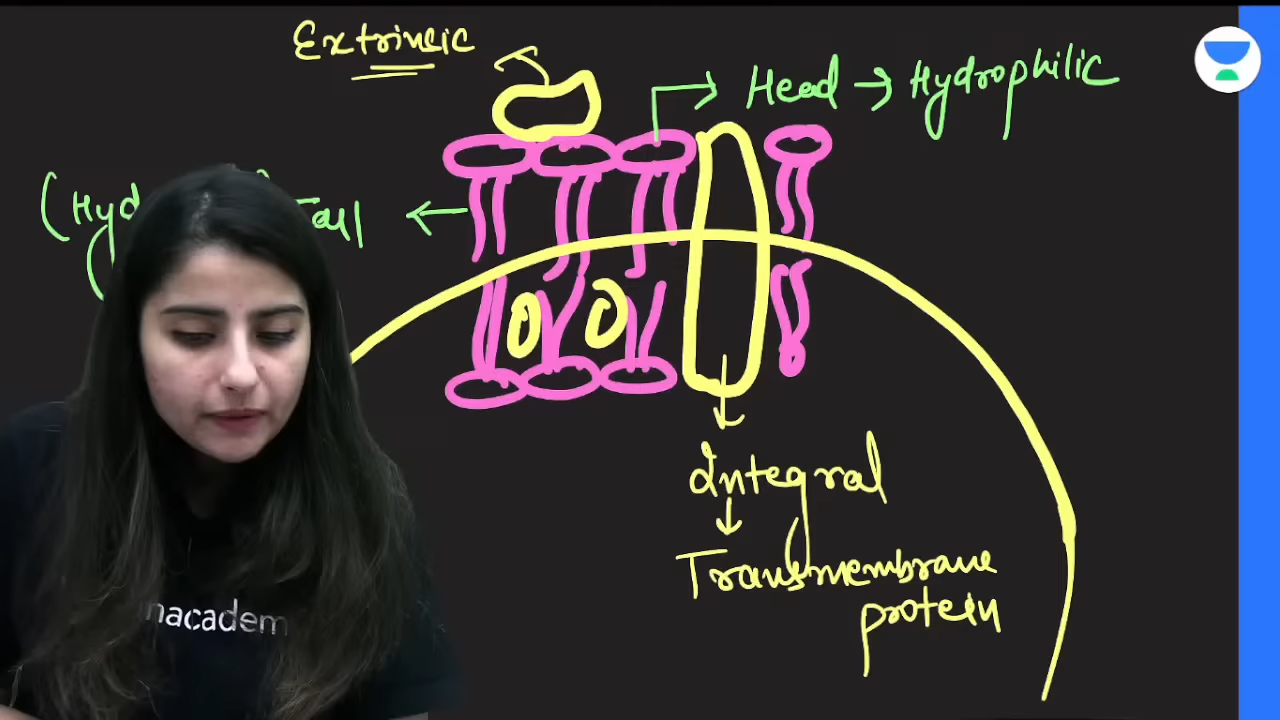 Extrinsic
Head → Hydrophilic
(Hyd
Tail
Integral
Transmembrane
protein
nacadem